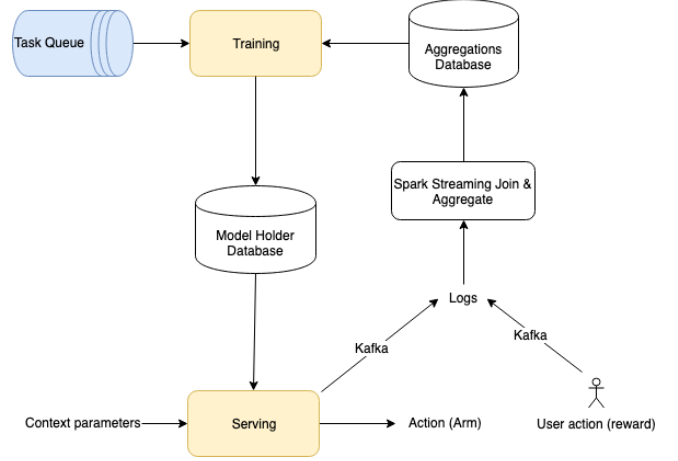 Task Queue
Training
Aggregations
Database
Spark Streaming Join &
Aggregate
Model Holder
Database
Logs
Kafka
Kafka
Context parameters
Serving
Action (Arm)
User action (reward)